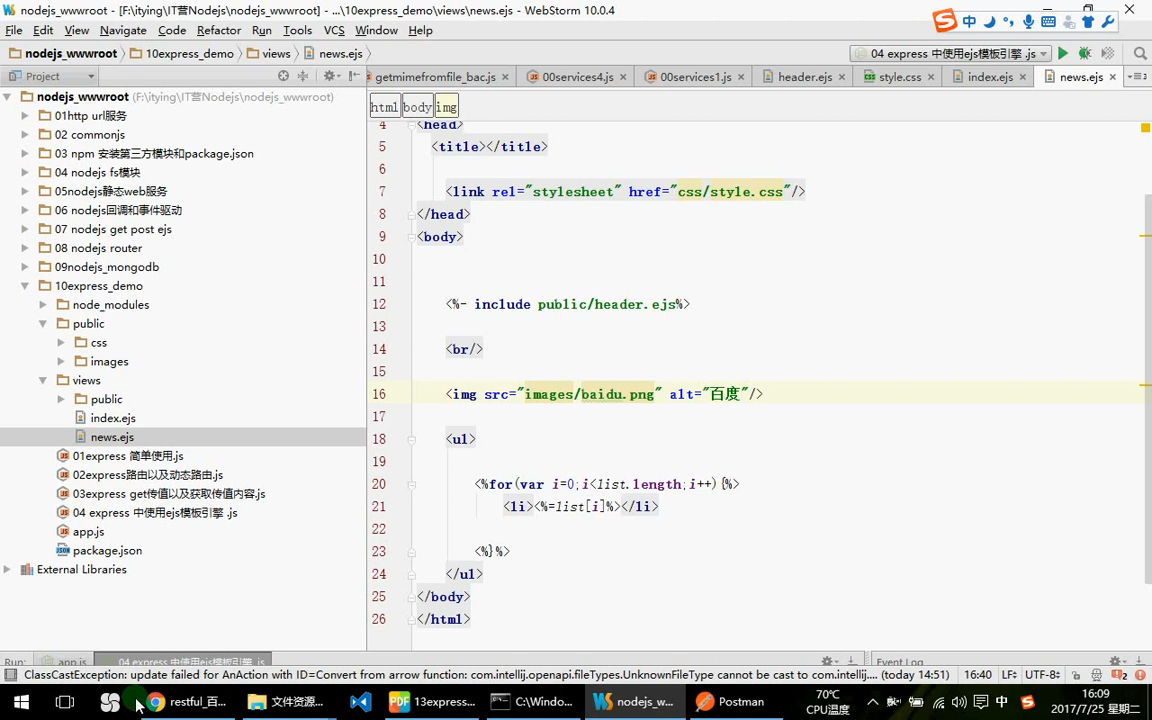 nodejs_wwwroot - [F:\itying\IT营Nodejs\nodejs_wwwroot] - ...\10express_demo\views\news.ejs - WebStorm 10.0.4
File Edit View Navigate Code Refactor Run Tools VCS Window Help
中
nodejs_wwwroot 10express_demo views news.ejs
04 express 中使用ejs模板引擎 .js
Project
getmimefromfile_bac.js 00services4.js 00services1.js header.ejs style.css index.ejs news.ejs
nodejs_wwwroot (F:\itying\IT营Nodejs\nodejs_wwwroot)
01http url服务
02 commonjs
03 npm 安装第三方模块和package.json
04 nodejs fs模块
05nodejs静态web服务
06 nodejs回调和事件驱动
07 nodejs get post ejs
08 nodejs router
09nodejs_mongodb
10express_demo
node_modules
public
css
images
views
public
index.ejs
news.ejs
01express 简单使用.js
02express路由以及动态路由.js
03express get传值以及获取传值内容.js
04 express 中使用ejs模板引擎 .js
app.js
package.json
External Libraries
html body img
4 <head>
5 <title></title>
6
7 <link rel="stylesheet" href="css/style.css"/>
8 </head>
9 <body>
10
11
12 <%- include public/header.ejs%>
13
14 <br/>
15
16 <img src="images/baidu.png" alt="百度"/>
17
18 <ul>
19
20 <%for(var i=0;i<list.length;i++){%>
21 <li><%=list[i]%></li>
22
23 <%}%>
24 </ul>
25 </body>
26 </html>
Run: app.js 04 express 中使用ejs模板引擎 .js Event Log
ClassCastException: update failed for AnAction with ID=Convert from arrow function: com.intellij.openapi.fileTypes.UnknownFileType cannot be cast to com.intellij.... (today 14:51) 16:40 LF÷ UTF-8÷
restful_百... 文件资源... 13express... C:\Windo... nodejs_w... Postman
70℃
CPU温度
中
16:09
2017/7/25 星期二